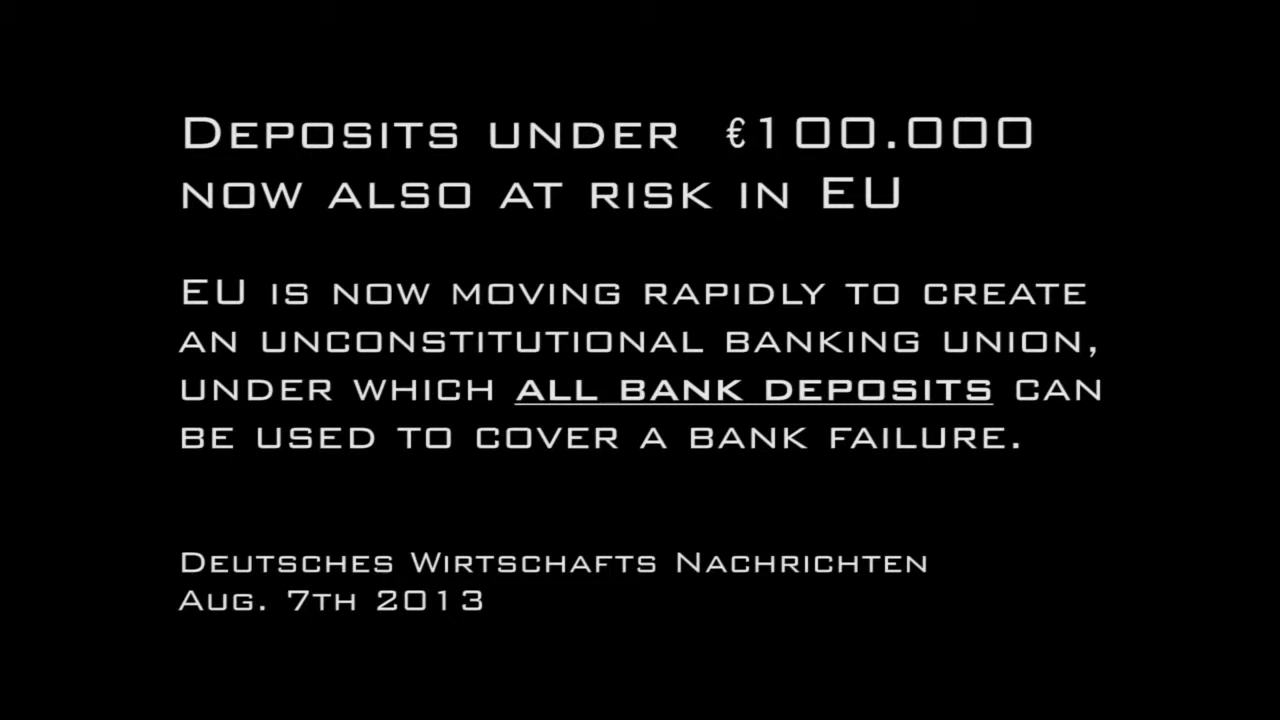 Deposits under €100.000
now also at risk in EU
EU is now moving rapidly to create
an unconstitutional banking union,
under which all bank deposits can
be used to cover a bank failure.
Deutsches Wirtschafts Nachrichten
Aug. 7th 2013